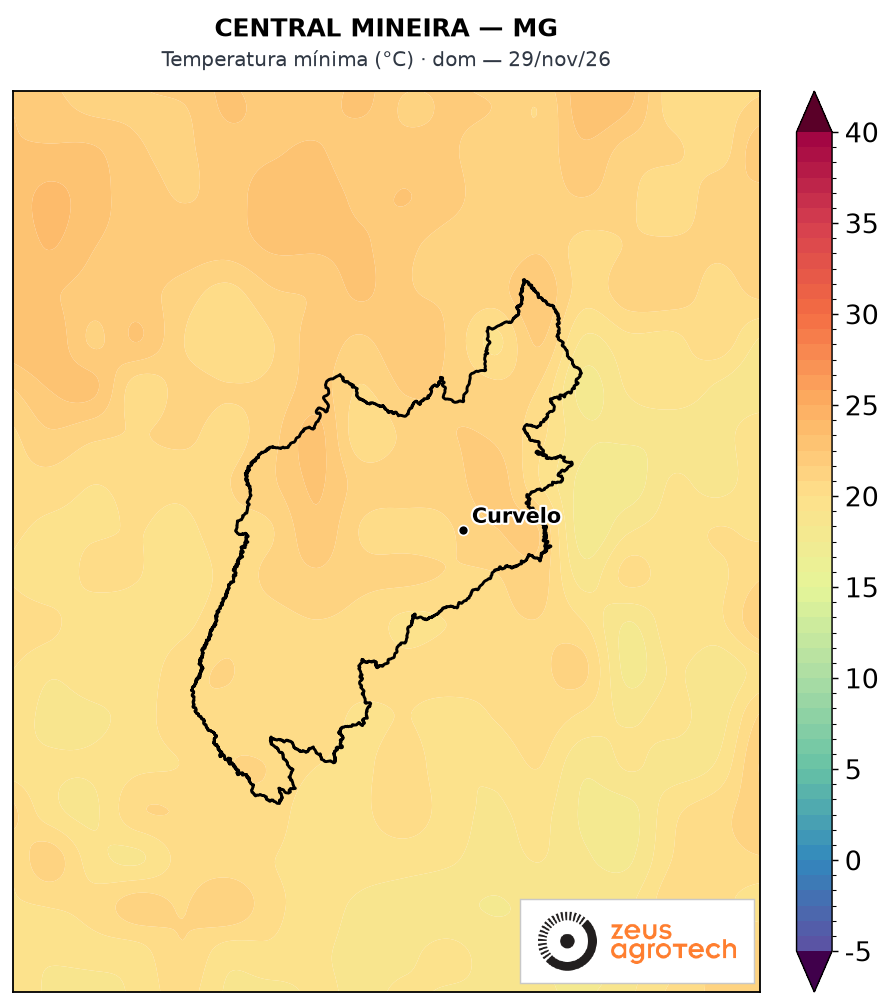 CENTRAL MINEIRA — MG
Temperatura mínima (°C) · dom — 29/nov/26
40
35
30
25
20
15
10
5
0
-5
Curvelo
zeus
agrotech